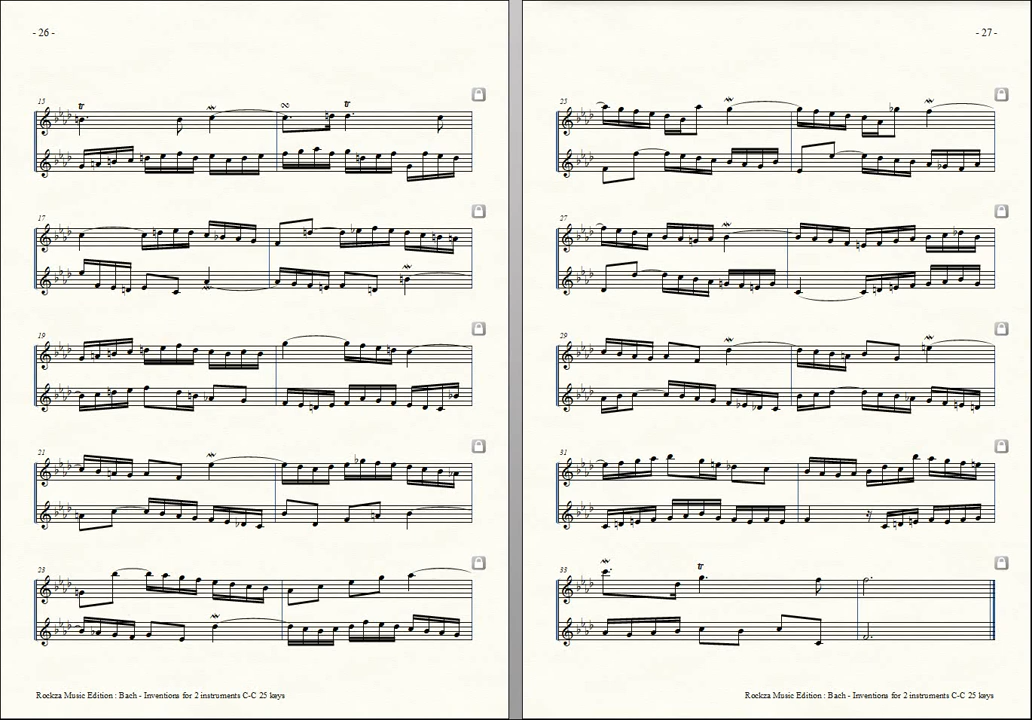 - 26 -
15
tr
tr
17
19
21
23
Rockza Music Edition : Bach - Inventions for 2 instruments C-C 25 keys
- 27 -
25
27
29
31
33
tr
Rockza Music Edition : Bach - Inventions for 2 instruments C-C 25 keys